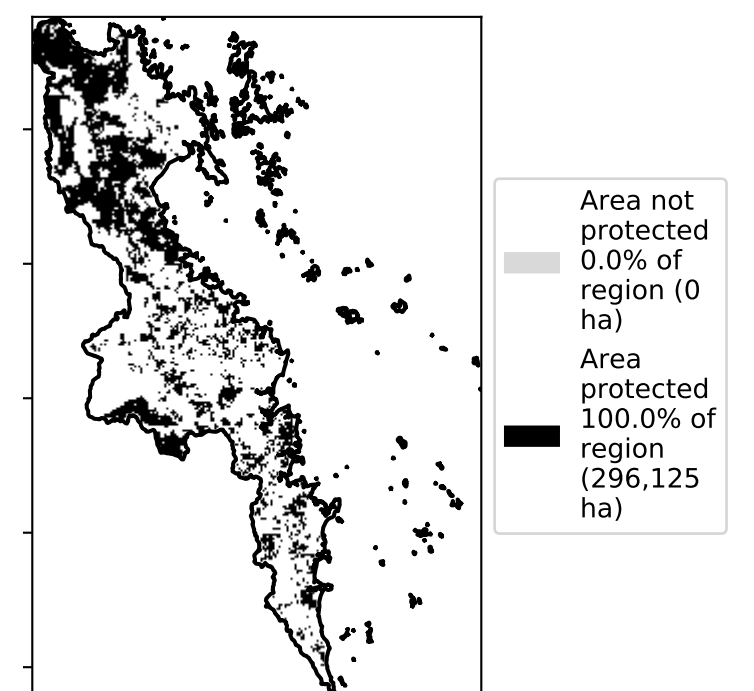 Area not
protected
0.0% of
region (0
ha)
Area
protected
100.0% of
region
(296,125
ha)